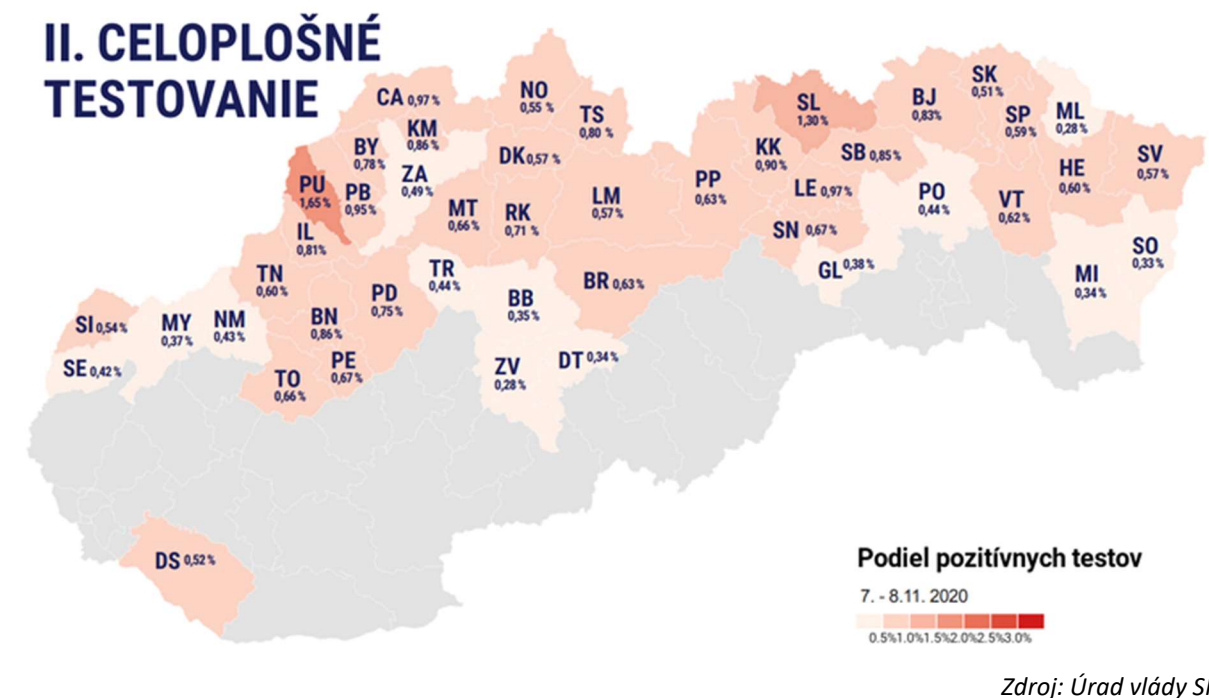 II. CELOPLOŠNÉ
TESTOVANIE
CA 0,97 %
NO
0,55 %
TS
0,80 %
KM
0,86 %
BY
0,78 %
ZA
0,49 %
DK 0,57 %
PU
1,65 %
PB
0,95 %
IL
0,81%
MT
0,66 %
RK
0,71 %
LM
0,57 %
PP
0,63 %
KK
0,90 %
SL
1,30 %
BJ
0,83%
SK
0,51 %
SP
0,59 %
ML
0,28 %
SB 0,85 %
LE 0,97 %
SN 0,67 %
PO
0,44 %
VT
0,62 %
HE
0,60 %
SV
0,57 %
GL 0,38 %
SO
0,33 %
MI
0,34 %
TN
0,60 %
TR
0,44 %
BR 0,63 %
PD
0,75 %
BB
0,35 %
BN
0,86 %
SI 0,54 %
MY
0,37 %
NM
0,43 %
SE 0,42 %
TO
0,66 %
PE
0,67 %
ZV
0,28 %
DT 0,34 %
DS 0,52 %
Podiel pozitívnych testov
7. - 8.11. 2020
0.5%1.0%1.5%2.0%2.5%3.0%
Zdroj: Úrad vlády